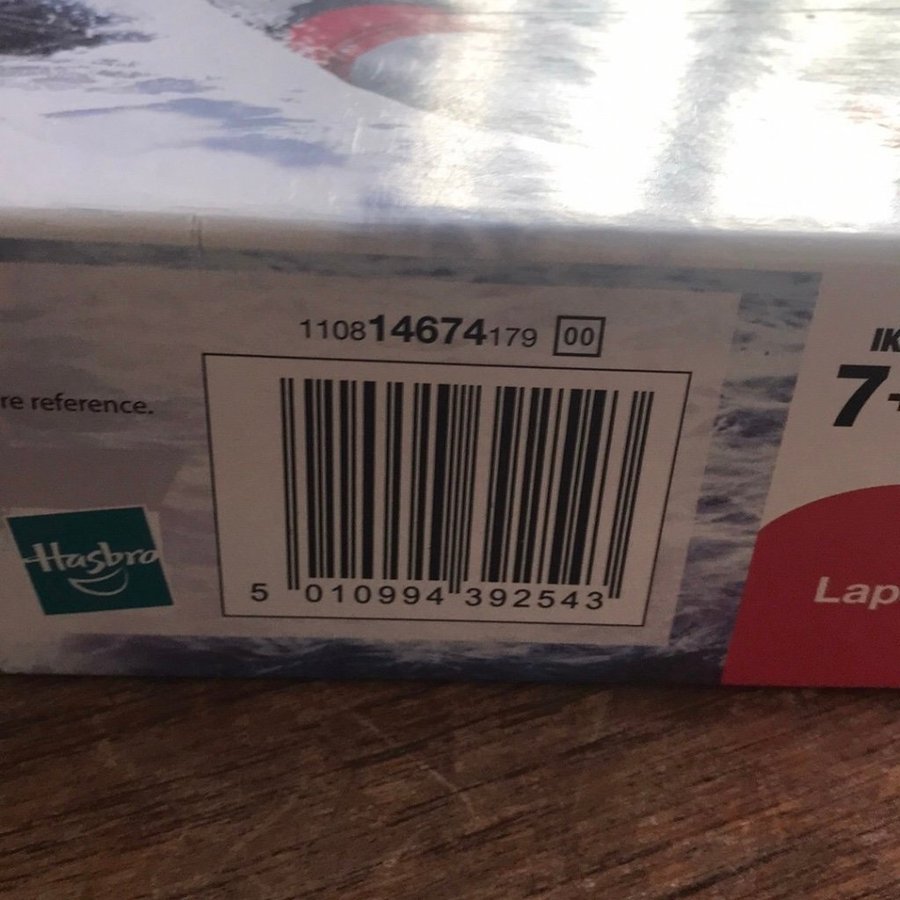 110814674179 00
IK
re reference.
7+
Hasbro
Lap
5 010994 392543